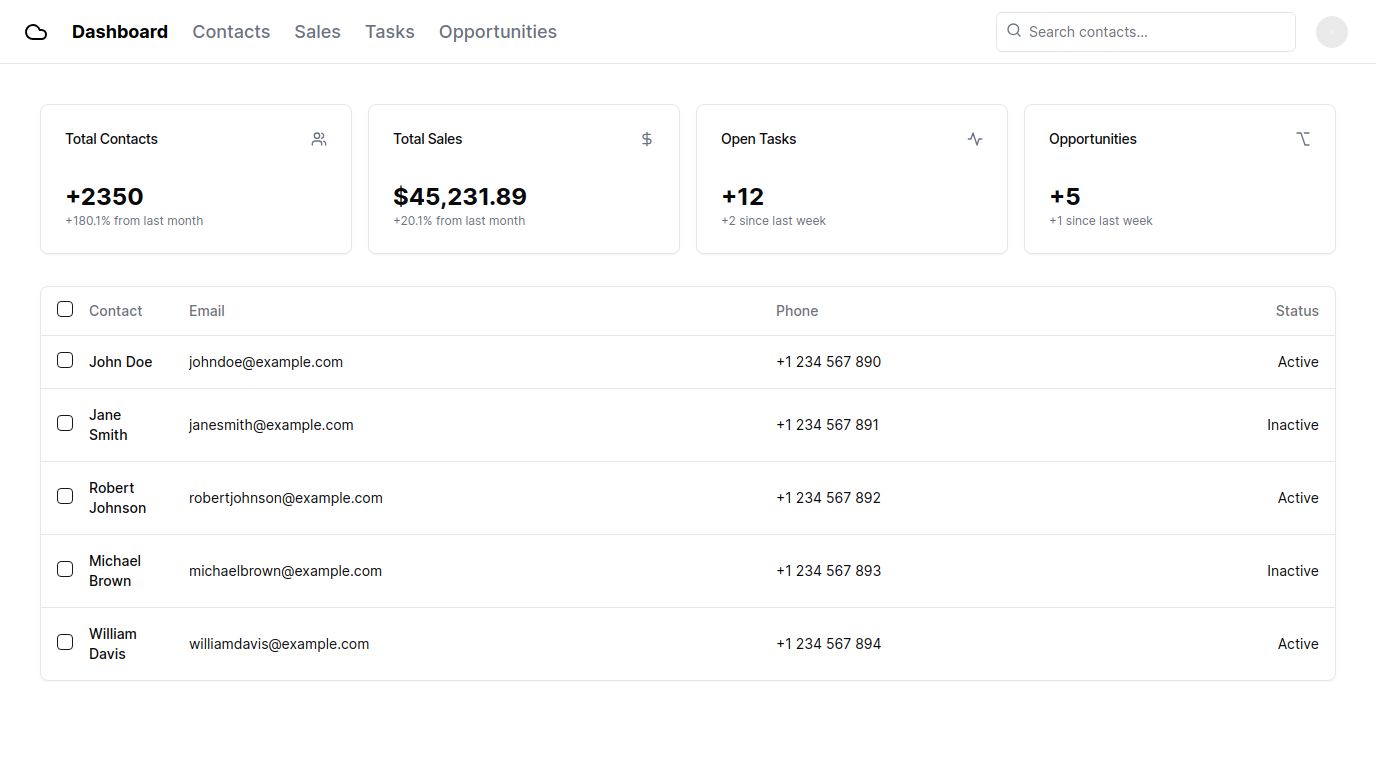 Dashboard Contacts Sales Tasks Opportunities Search contacts...
Total Contacts
+2350
+180.1% from last month
Total Sales
$45,231.89
+20.1% from last month
Open Tasks
+12
+2 since last week
Opportunities
+5
+1 since last week
Contact Email Phone Status
John Doe johndoe@example.com +1 234 567 890 Active
Jane
Smith janesmith@example.com +1 234 567 891 Inactive
Robert
Johnson robertjohnson@example.com +1 234 567 892 Active
Michael
Brown michaelbrown@example.com +1 234 567 893 Inactive
William
Davis williamdavis@example.com +1 234 567 894 Active